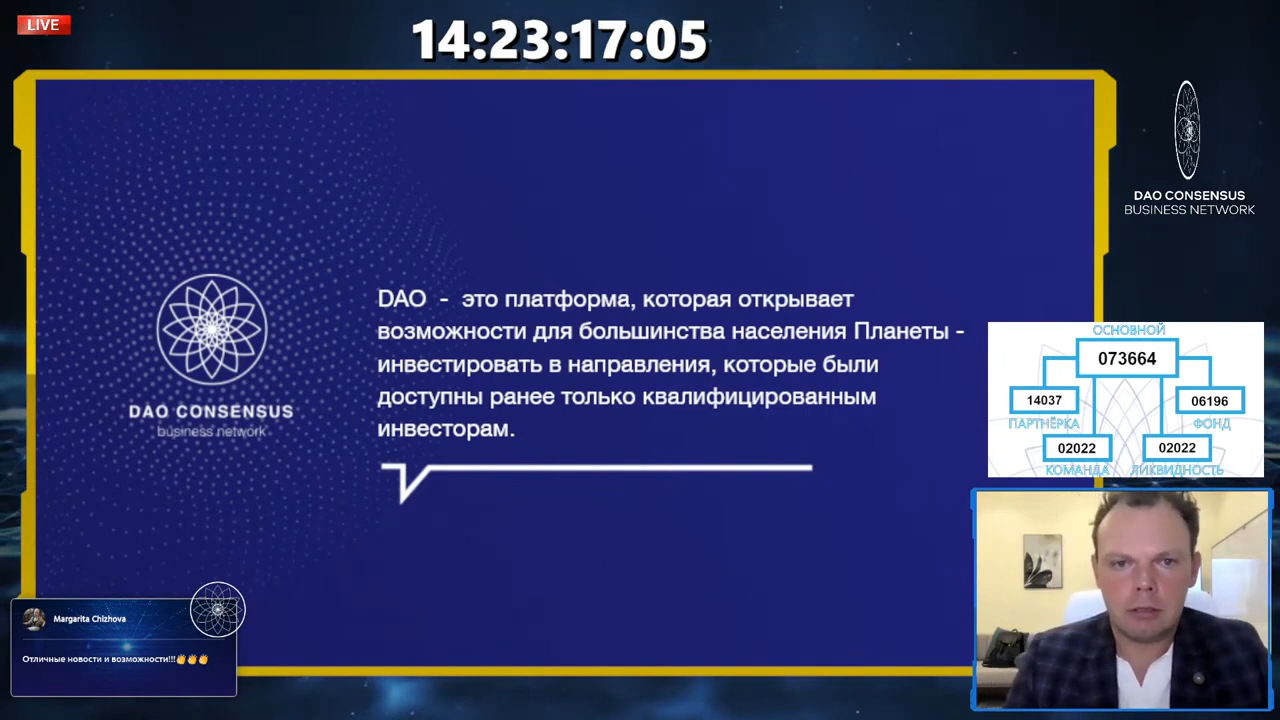 LIVE
14:23:17:05
DAO CONSENSUS
BUSINESS NETWORK
DAO - это платформа, которая открывает
возможности для большинства населения Планеты -
инвестировать в направления, которые были
доступны ранее только квалифицированным
инвесторам.
DAO CONSENSUS
business network
ОСНОВНОЙ
073664
14037
06196
ПАРТНЁРКА
ФОНД
02022
02022
КОМАНДА
ЛИКВИДНОСТЬ
Margarita Chizhova
Отличные новости и возможности!!!👏👏👏